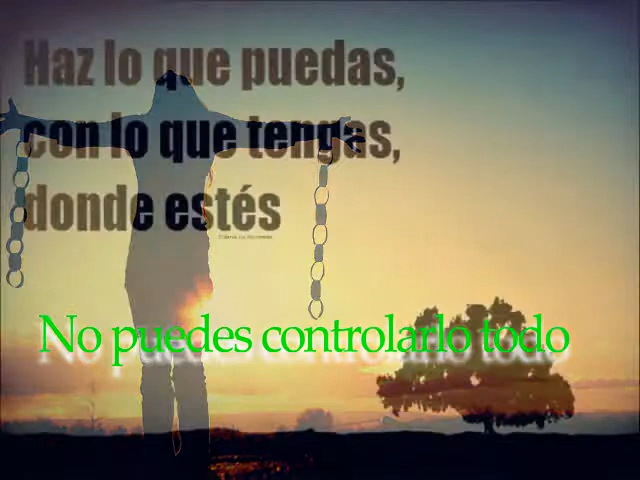 Haz lo que puedas,
con lo que tengas,
donde estés
No puedes controlarlo todo